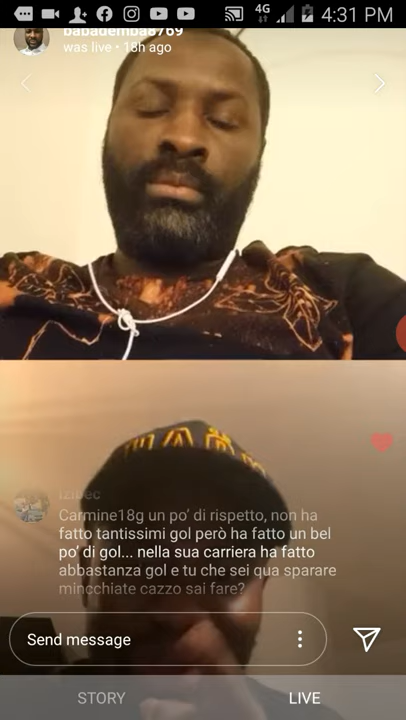 4G 4:31 PM
babademba8769
was live • 18h ago
izibec
Carmine18g un po' di rispetto, non ha
fatto tantissimi gol però ha fatto un bel
po' di gol... nella sua carriera ha fatto
abbastanza gol e tu che sei qua sparare
mincchiate cazzo sai fare?
Send message
STORY LIVE